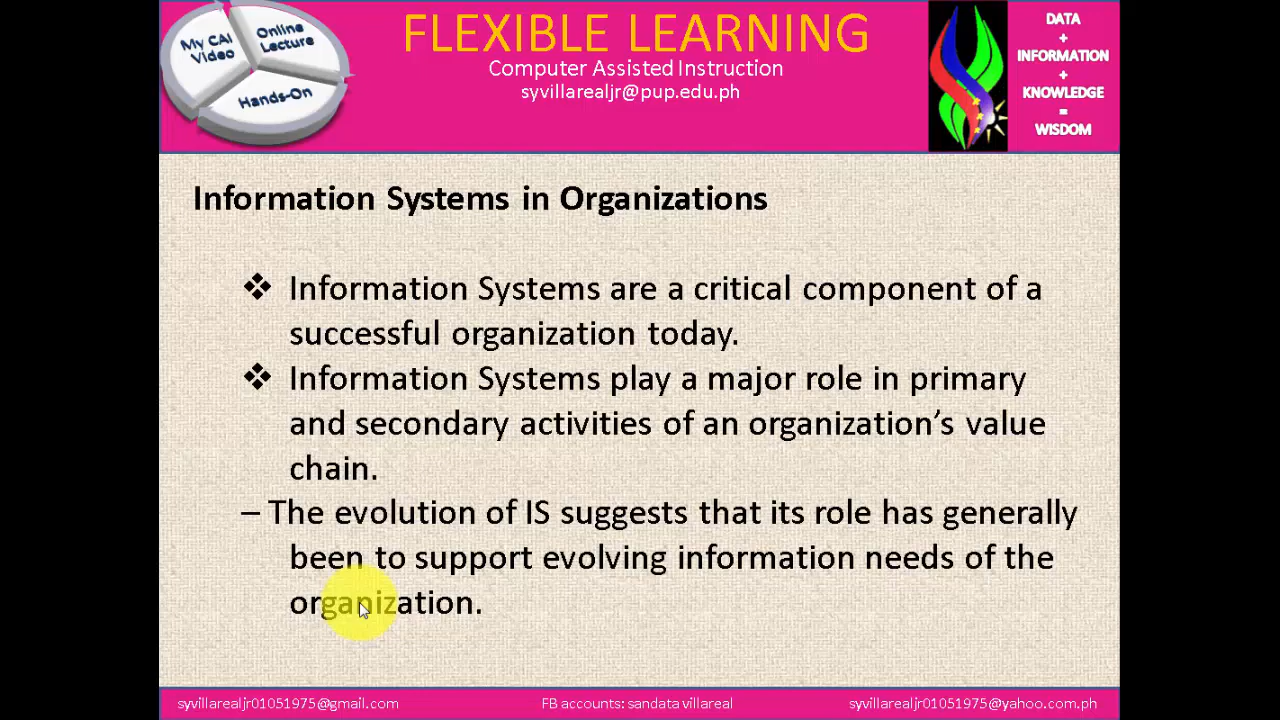 My CAI
Video
Online
Lecture
Hands-On
FLEXIBLE LEARNING
Computer Assisted Instruction
syvillarealjr@pup.edu.ph
DATA
+
INFORMATION
+
KNOWLEDGE
=
WISDOM
Information Systems in Organizations
❖ Information Systems are a critical component of a
successful organization today.
❖ Information Systems play a major role in primary
and secondary activities of an organization’s value
chain.
– The evolution of IS suggests that its role has generally
been to support evolving information needs of the
organization.
syvillarealjr01051975@gmail.com
FB accounts: sandata villareal
syvillarealjr01051975@yahoo.com.ph